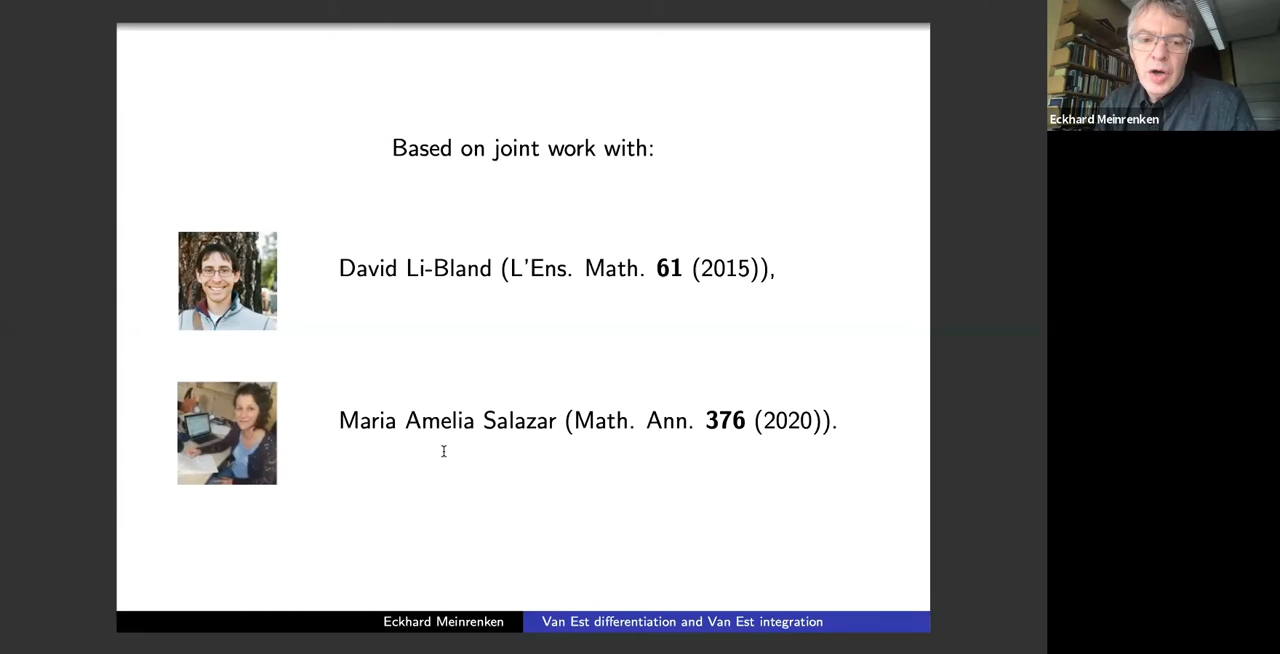 Based on joint work with:
David Li-Bland (L'Ens. Math. 61 (2015)),
Maria Amelia Salazar (Math. Ann. 376 (2020)).
Eckhard Meinrenken
Van Est differentiation and Van Est integration
Eckhard Meinrenken